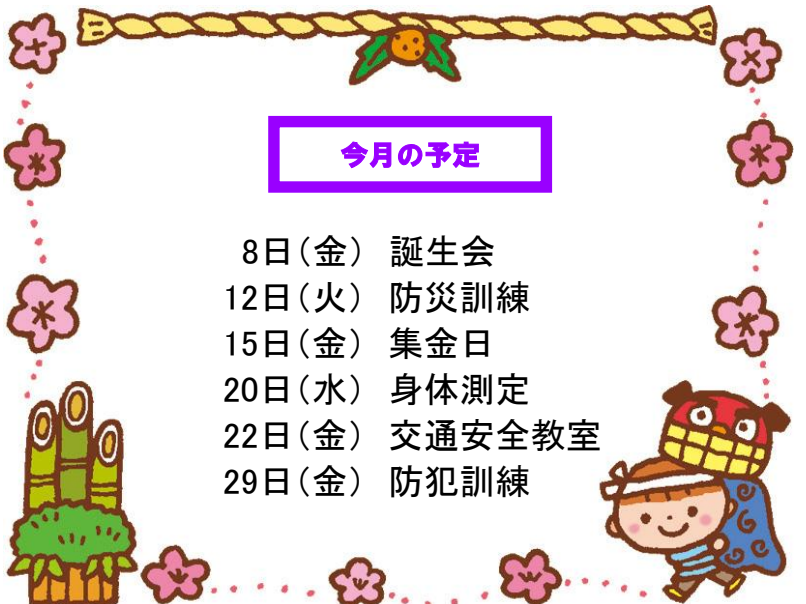 今月の予定
8日（金） 誕生会
12日（火） 防災訓練
15日（金） 集金日
20日（水） 身体測定
22日（金） 交通安全教室
29日（金） 防犯訓練